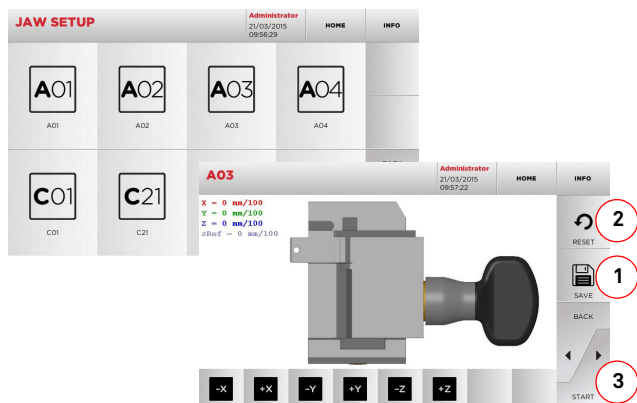 JAW SETUP
Administrator
21/03/2015
09:56:29
HOME
INFO
A01
A02
A03
A04
A01
A02
A03
A04
C01
C21
C01
C21
A03
Administrator
21/03/2015
09:57:22
HOME
INFO
X = 0 mm/100
Y = 0 mm/100
Z = 0 mm/100
zRef = 0 mm/100
RESET
2
SAVE
1
BACK
START
3
-X
+X
-Y
+Y
-Z
+Z